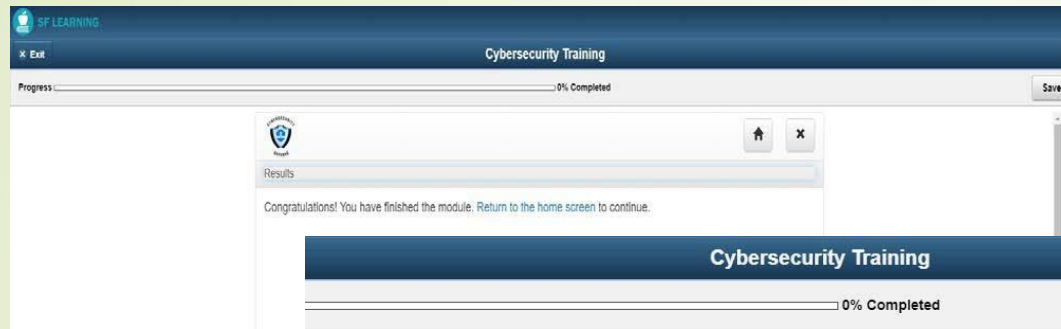 SF LEARNING
× Exit
Cybersecurity Training
Progress
0% Completed
Save
Results
Congratulations! You have finished the module. Return to the home screen to continue.
Cybersecurity Training
0% Completed